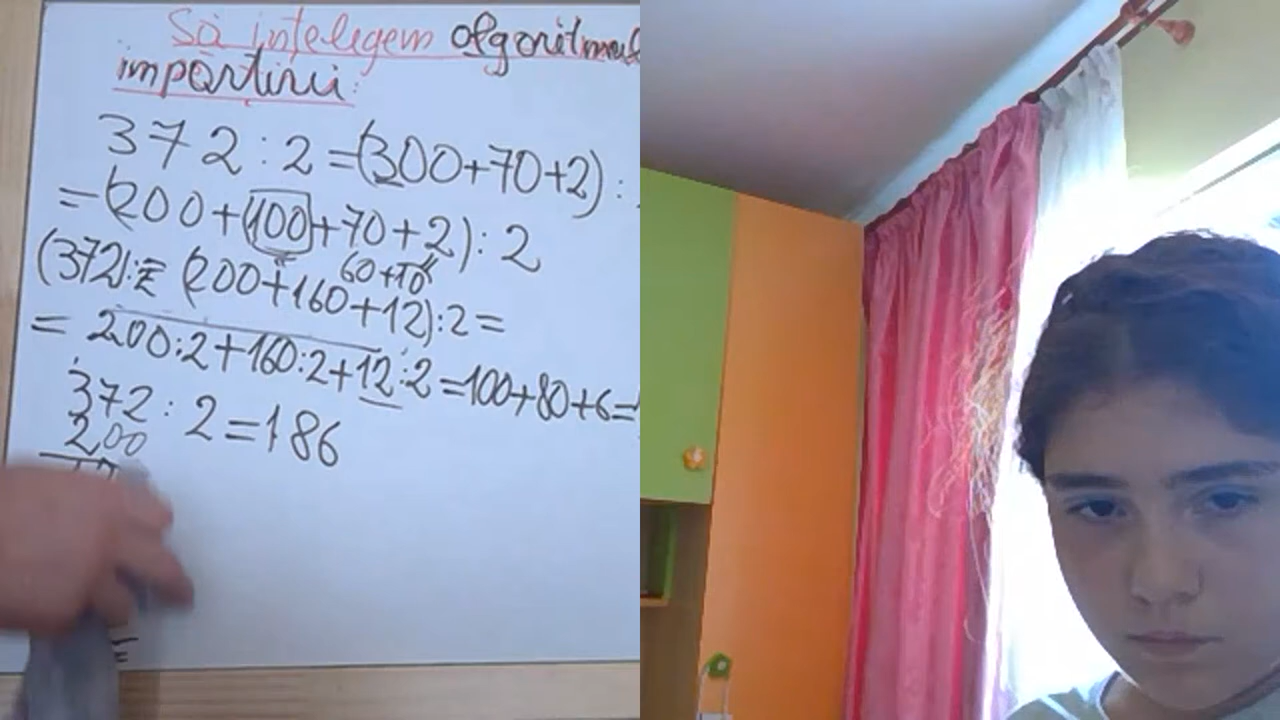 Să înțelegem algoritmul
împărțirii:
372 : 2 = (300+70+2) :
= (200 + 100 + 70 + 2) : 2
60+10
(372):= (200+160+12):2=
= 200:2+160:2+12:2=100+80+6=
372 : 2 = 186
200